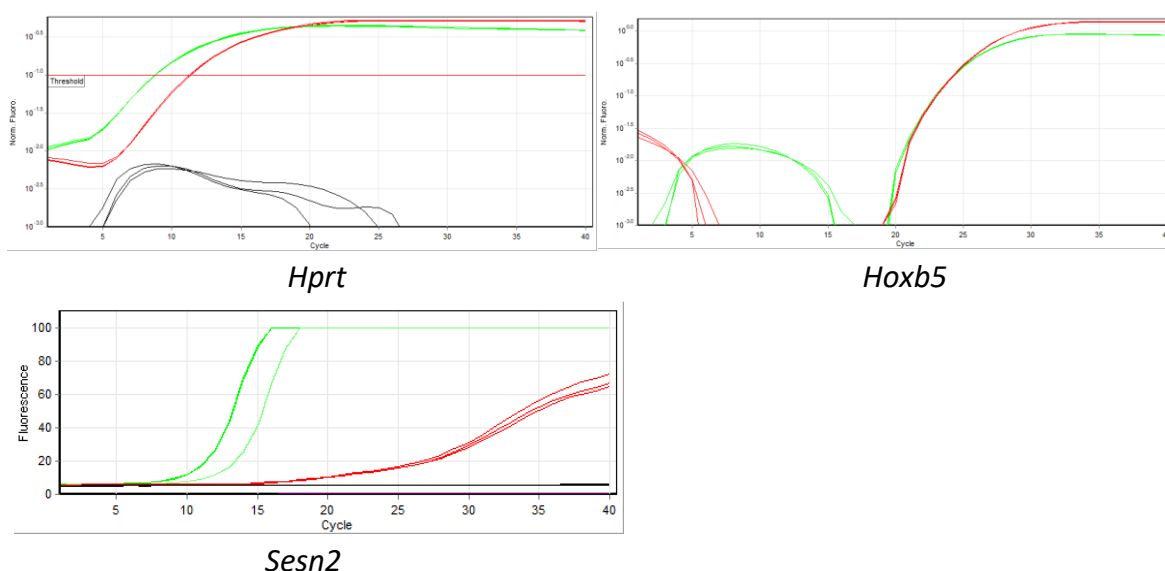 10^-0.5
10^-1.0
Threshold
10^-1.5
10^-2.0
10^-2.5
10^-3.0
Norm. Fluoro.
5 10 15 20 25 30 35 40
Cycle
Hprt
10^0.0
10^-0.5
10^-1.0
10^-1.5
10^-2.0
10^-2.5
10^-3.0
Norm. Fluoro.
5 10 15 20 25 30 35 40
Cycle
Hoxb5
100
80
60
40
20
0
Fluorescence
5 10 15 20 25 30 35 40
Cycle
Sesn2